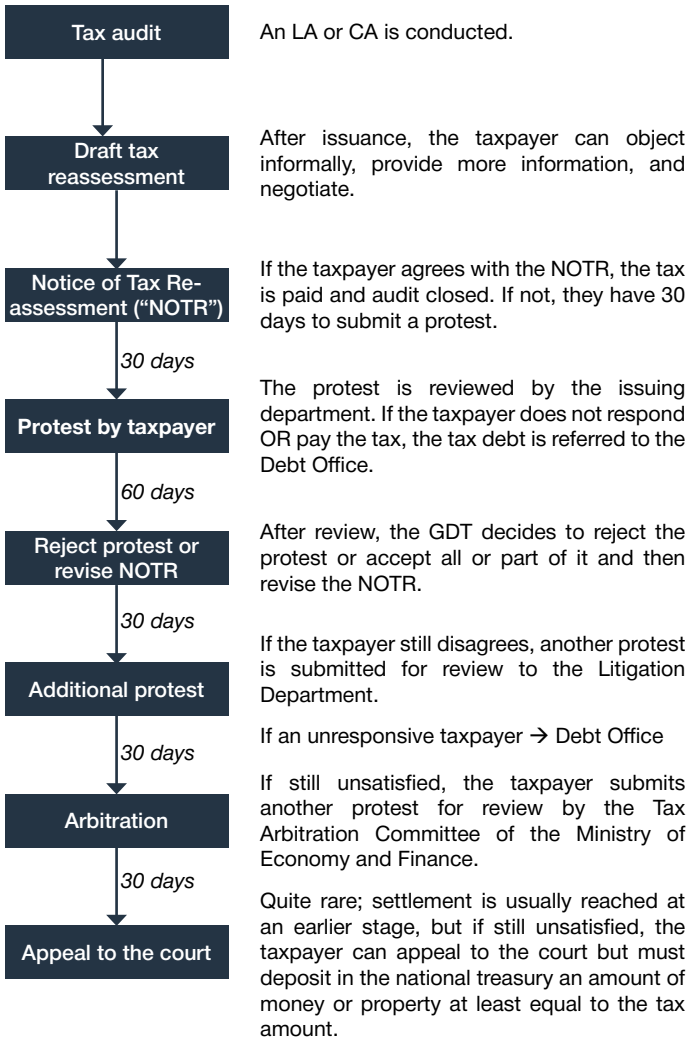 Tax audit
An LA or CA is conducted.
Draft tax
reassessment
After issuance, the taxpayer can object
informally, provide more information, and
negotiate.
Notice of Tax Re-
assessment (“NOTR”)
If the taxpayer agrees with the NOTR, the tax
is paid and audit closed. If not, they have 30
days to submit a protest.
30 days
Protest by taxpayer
The protest is reviewed by the issuing
department. If the taxpayer does not respond
OR pay the tax, the tax debt is referred to the
Debt Office.
60 days
Reject protest or
revise NOTR
After review, the GDT decides to reject the
protest or accept all or part of it and then
revise the NOTR.
30 days
Additional protest
If the taxpayer still disagrees, another protest
is submitted for review to the Litigation
Department.
If an unresponsive taxpayer → Debt Office
30 days
Arbitration
If still unsatisfied, the taxpayer submits
another protest for review by the Tax
Arbitration Committee of the Ministry of
Economy and Finance.
30 days
Appeal to the court
Quite rare; settlement is usually reached at
an earlier stage, but if still unsatisfied, the
taxpayer can appeal to the court but must
deposit in the national treasury an amount of
money or property at least equal to the tax
amount.